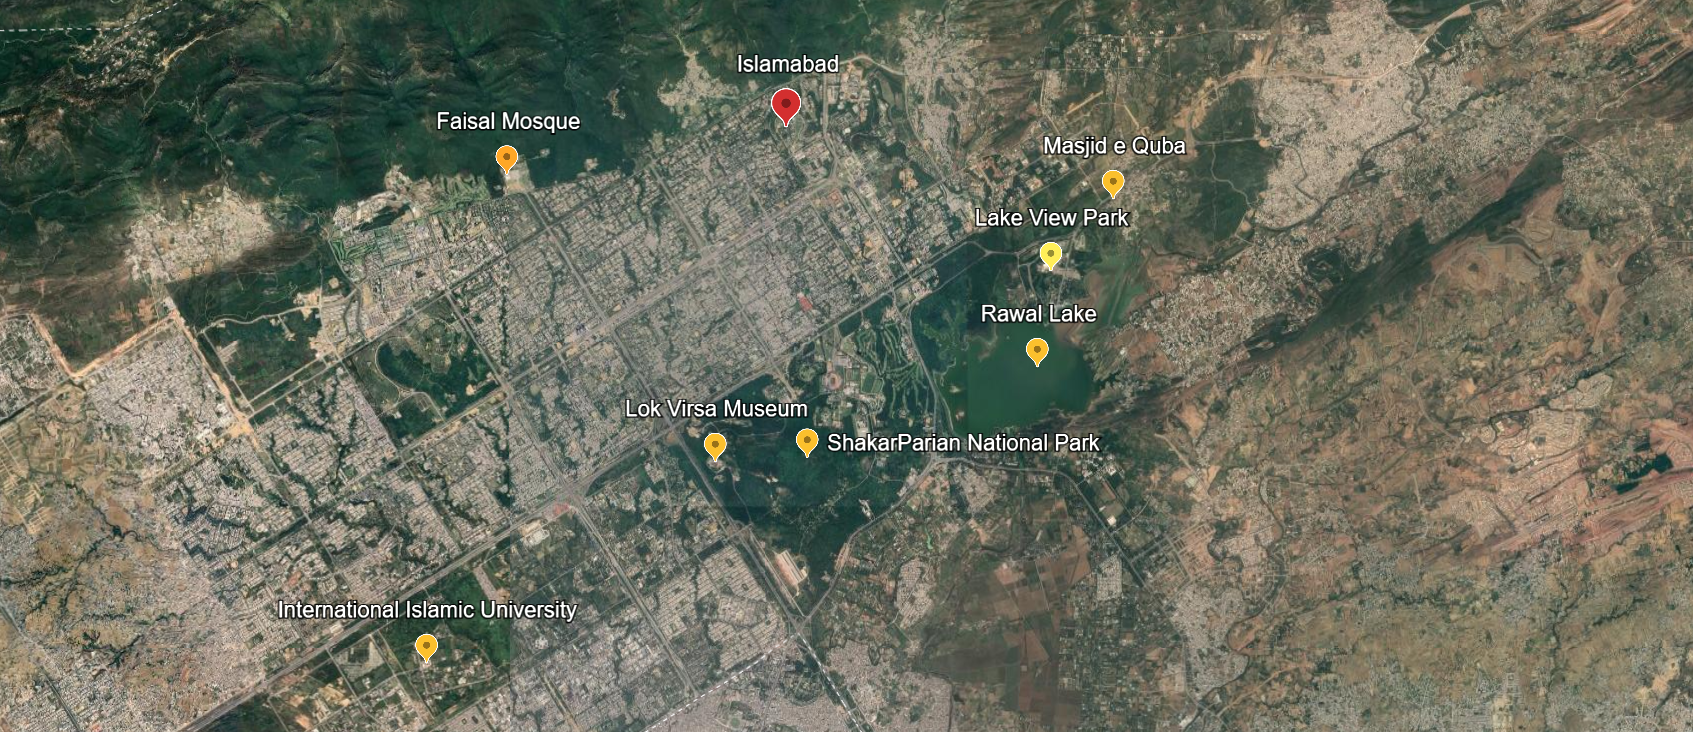 Islamabad
Faisal Mosque
Masjid e Quba
Lake View Park
Rawal Lake
Lok Virsa Museum
ShakarParian National Park
International Islamic University